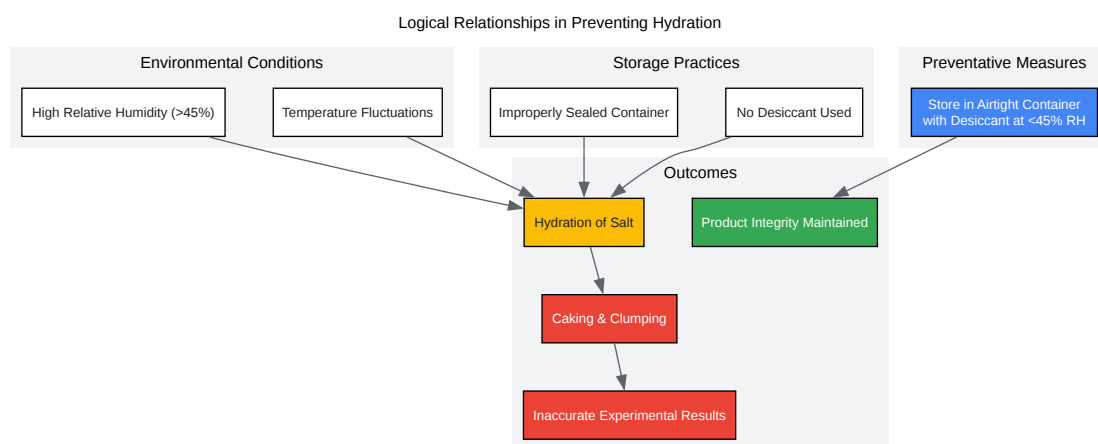 Logical Relationships in Preventing Hydration
Environmental Conditions
Storage Practices
Preventative Measures
High Relative Humidity (>45%)
Temperature Fluctuations
Improperly Sealed Container
No Desiccant Used
Store in Airtight Container
with Desiccant at <45% RH
Outcomes
Hydration of Salt
Product Integrity Maintained
Caking & Clumping
Inaccurate Experimental Results